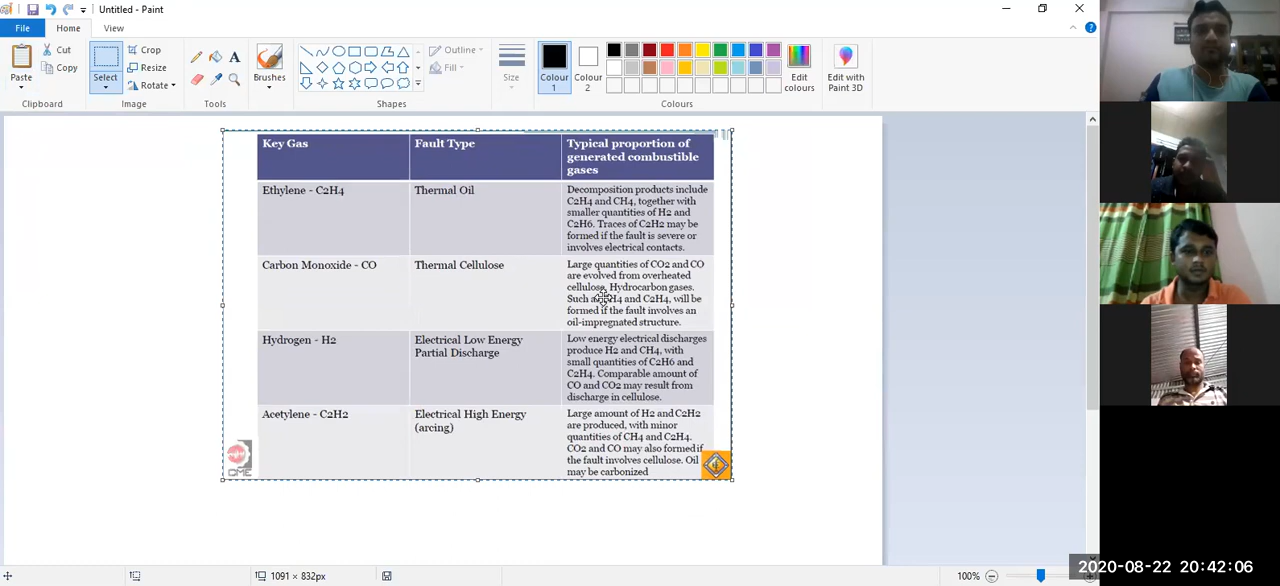 Untitled - Paint
File
Home
View
Paste
Cut
Copy
Clipboard
Select
Crop
Resize
Rotate
Image
A
Tools
Brushes
Outline
Fill
Shapes
Size
Colour
1
Colour
2
Edit
colours
Edit with
Paint 3D
Colours
Key Gas
Fault Type
Typical proportion of
generated combustible
gases
Ethylene - C2H4
Thermal Oil
Decomposition products include
C2H4 and CH4, together with
smaller quantities of H2 and
C2H6. Traces of C2H2 may be
formed if the fault is severe or
involves electrical contacts.
Carbon Monoxide - CO
Thermal Cellulose
Large quantities of CO2 and CO
are evolved from overheated
cellulose. Hydrocarbon gases.
Such and C2H4, will be
formed if the fault involves an
oil-impregnated structure.
Hydrogen - H2
Electrical Low Energy
Partial Discharge
Low energy electrical discharges
produce H2 and CH4, with
small quantities of C2H6 and
C2H4. Comparable amount of
CO and CO2 may result from
discharge in cellulose.
Acetylene - C2H2
Electrical High Energy
(arcing)
Large amount of H2 and C2H2
are produced, with minor
quantities of CH4 and C2H4.
CO2 and CO may also formed if
the fault involves cellulose. Oil
may be carbonized
DME
1091 × 832px
100%
2020-08-22 20:42:06